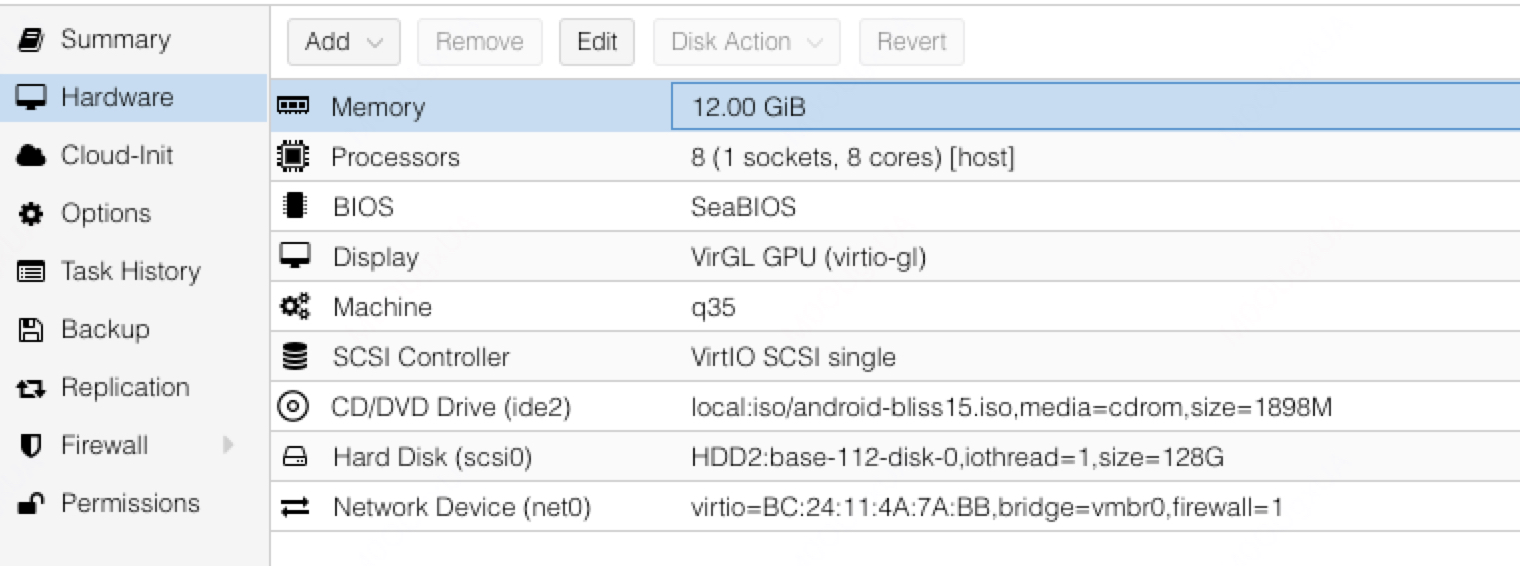 Summary
Hardware
Cloud-Init
Options
Task History
Backup
Replication
Firewall
Permissions
Add Remove Edit Disk Action Revert
Memory 12.00 GiB
Processors 8 (1 sockets, 8 cores) [host]
BIOS SeaBIOS
Display VirGL GPU (virtio-gl)
Machine q35
SCSI Controller VirtIO SCSI single
CD/DVD Drive (ide2) local:iso/android-bliss15.iso,media=cdrom,size=1898M
Hard Disk (scsi0) HDD2:base-112-disk-0,iothread=1,size=128G
Network Device (net0) virtio=BC:24:11:4A:7A:BB,bridge=vmbr0,firewall=1